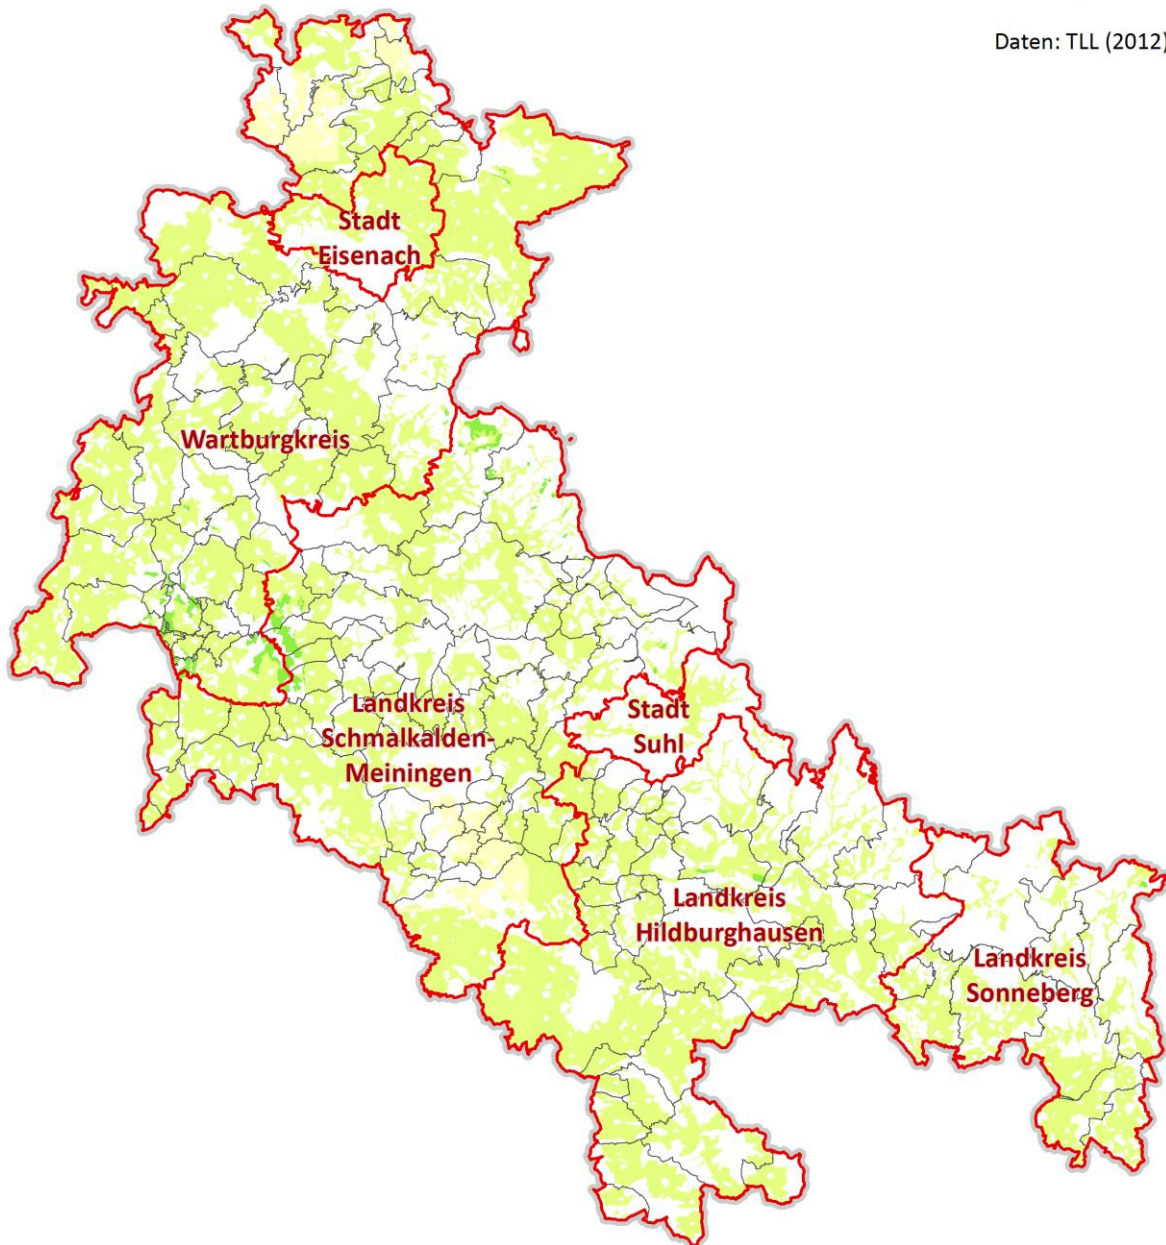 Daten: TLL (2012)
Stadt
Eisenach
Wartburgkreis
Landkreis
Schmalkalden-
Meiningen
Stadt
Suhl
Landkreis
Hildburghausen
Landkreis
Sonneberg